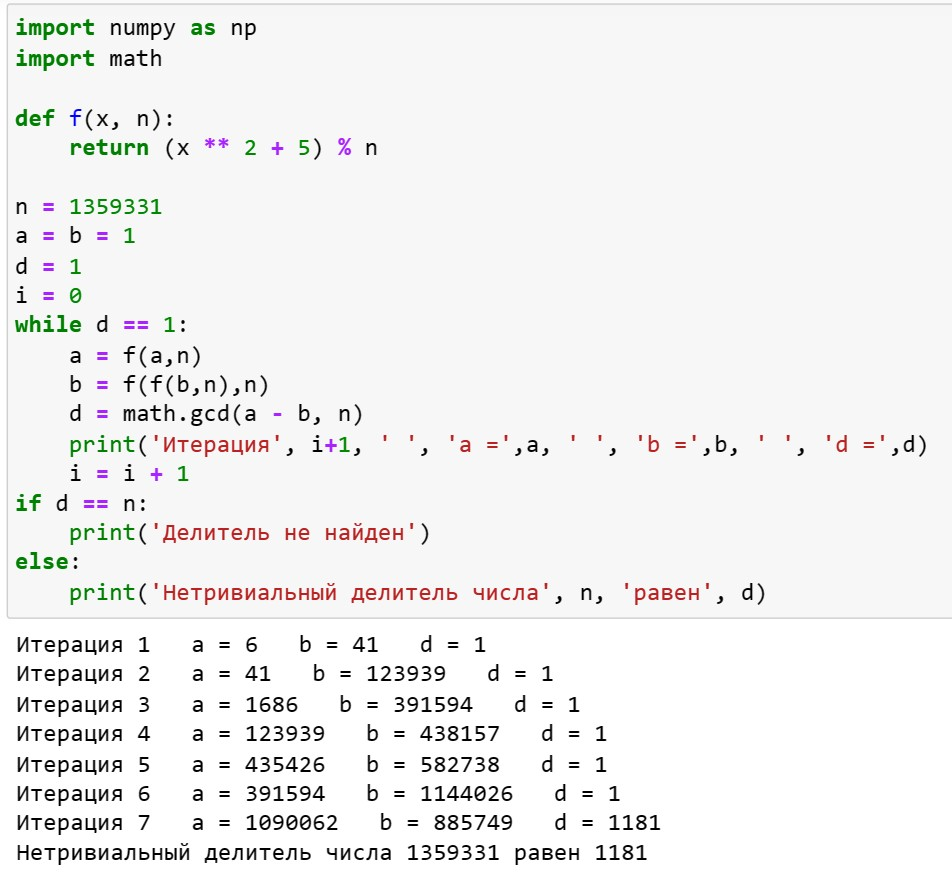 import numpy as np
import math
def f(x, n):
    return (x ** 2 + 5) % n
n = 1359331
a = b = 1
d = 1
i = 0
while d == 1:
    a = f(a,n)
    b = f(f(b,n),n)
    d = math.gcd(a - b, n)
    print('Итерация', i+1, ' ', 'a =',a, ' ', 'b =',b, ' ', 'd =',d)
    i = i + 1
if d == n:
    print('Делитель не найден')
else:
    print('Нетривиальный делитель числа', n, 'равен', d)
Итерация 1   a = 6   b = 41   d = 1
Итерация 2   a = 41   b = 123939   d = 1
Итерация 3   a = 1686   b = 391594   d = 1
Итерация 4   a = 123939   b = 438157   d = 1
Итерация 5   a = 435426   b = 582738   d = 1
Итерация 6   a = 391594   b = 1144026   d = 1
Итерация 7   a = 1090062   b = 885749   d = 1181
Нетривиальный делитель числа 1359331 равен 1181